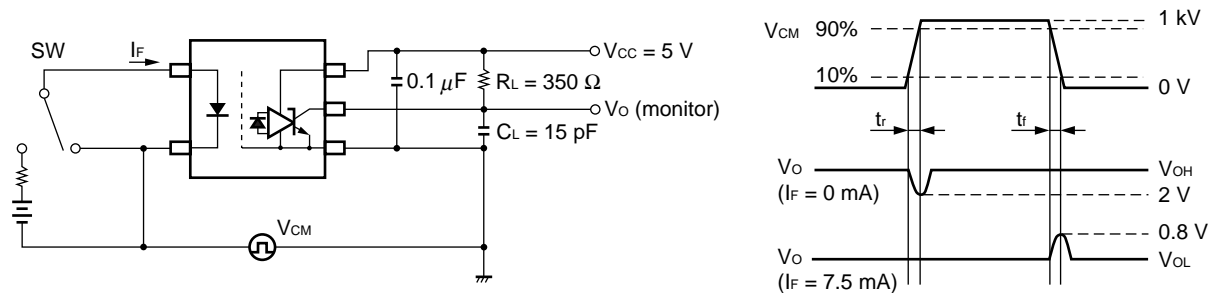 SW
IF
VCC = 5 V
0.1 μF
RL = 350 Ω
VO (monitor)
CL = 15 pF
VCM
VCM 90%
1 kV
10%
0 V
tr
tf
VO
(IF = 0 mA)
VOH
2 V
0.8 V
VO
(IF = 7.5 mA)
VOL